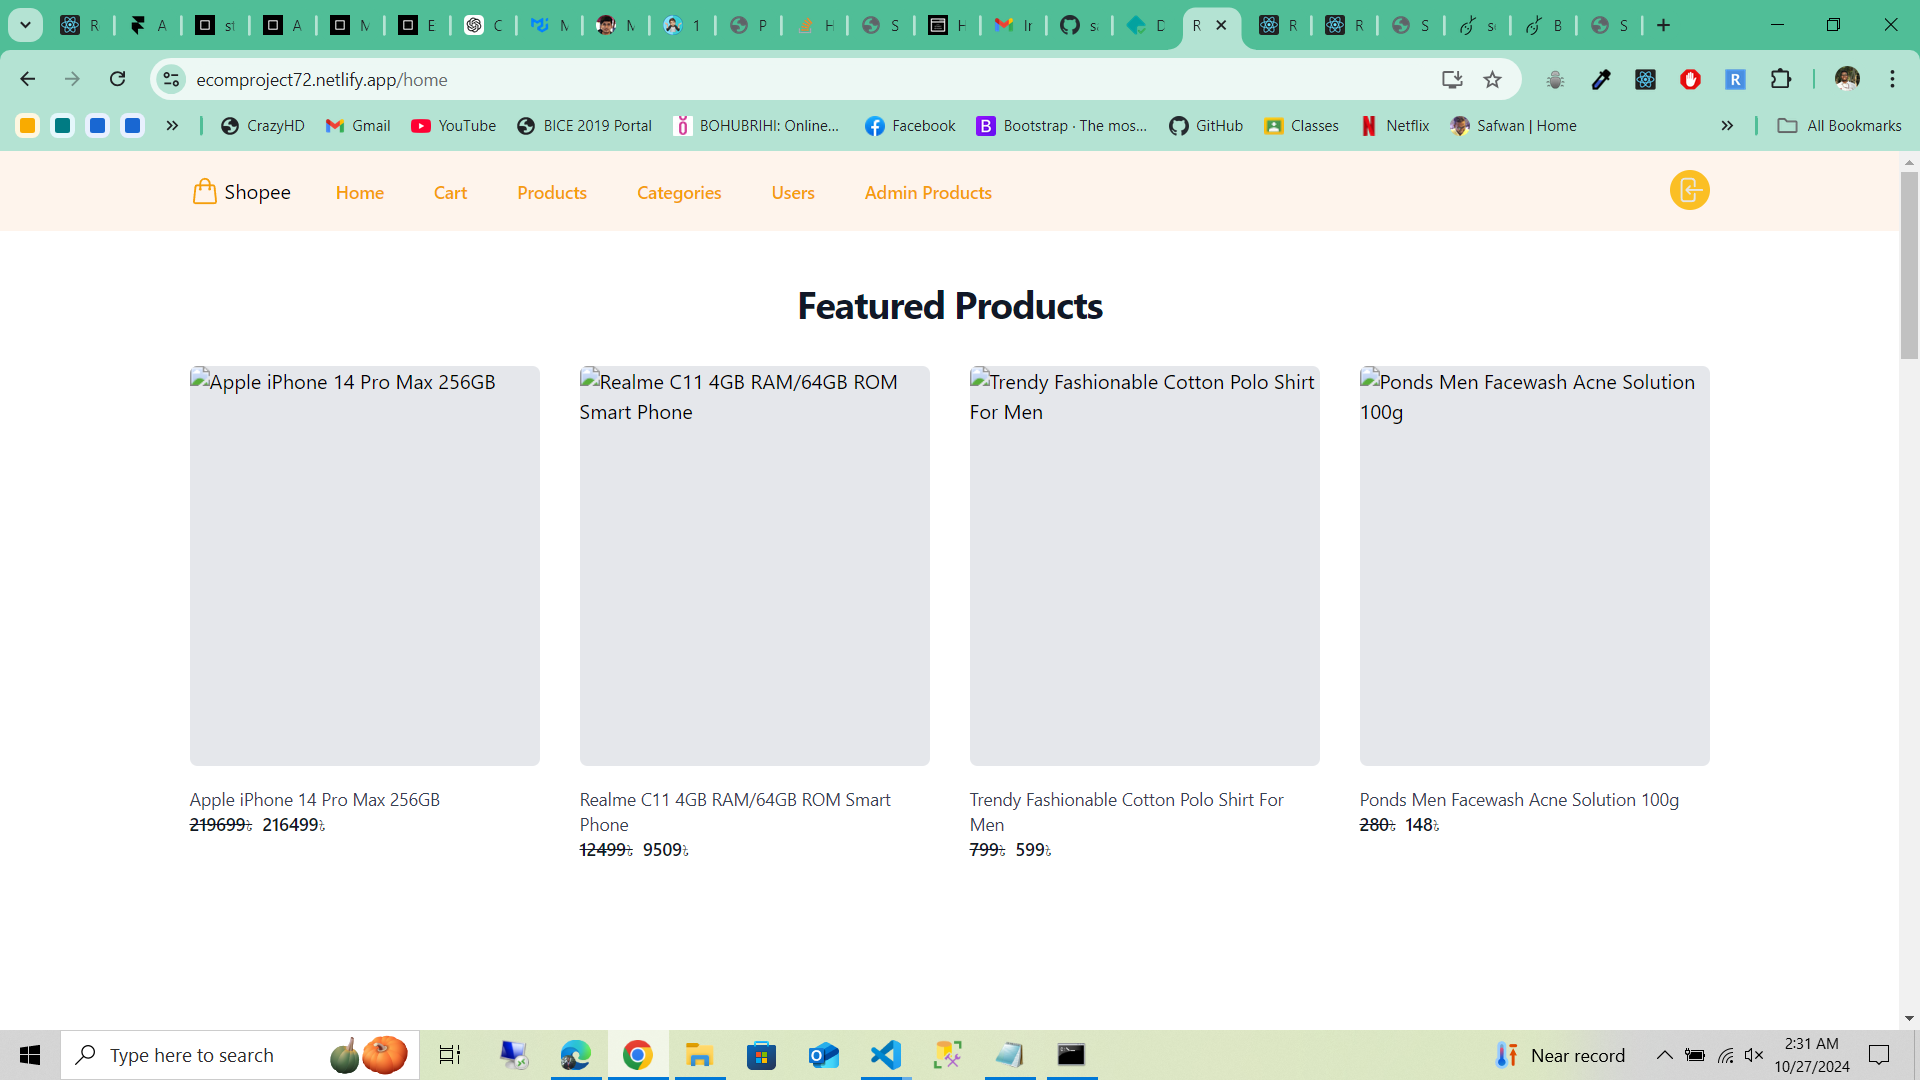 R
A
st
A
M
E
C
M
M
1
P
H
S
H
Ir
sa
D
R
R
R
S
so
B
S
ecomproject72.netlify.app/home
CrazyHD
Gmail
YouTube
BICE 2019 Portal
BOHUBRIHI: Online...
Facebook
Bootstrap · The mos...
GitHub
Classes
Netflix
Safwan | Home
All Bookmarks
Shopee
Home
Cart
Products
Categories
Users
Admin Products
Featured Products
Apple iPhone 14 Pro Max 256GB
Realme C11 4GB RAM/64GB ROM
Smart Phone
Trendy Fashionable Cotton Polo Shirt
For Men
Ponds Men Facewash Acne Solution
100g
Apple iPhone 14 Pro Max 256GB
219699৳ 216499৳
Realme C11 4GB RAM/64GB ROM Smart
Phone
12499৳ 9509৳
Trendy Fashionable Cotton Polo Shirt For
Men
799৳ 599৳
Ponds Men Facewash Acne Solution 100g
280৳ 148৳
Type here to search
Near record
2:31 AM
10/27/2024